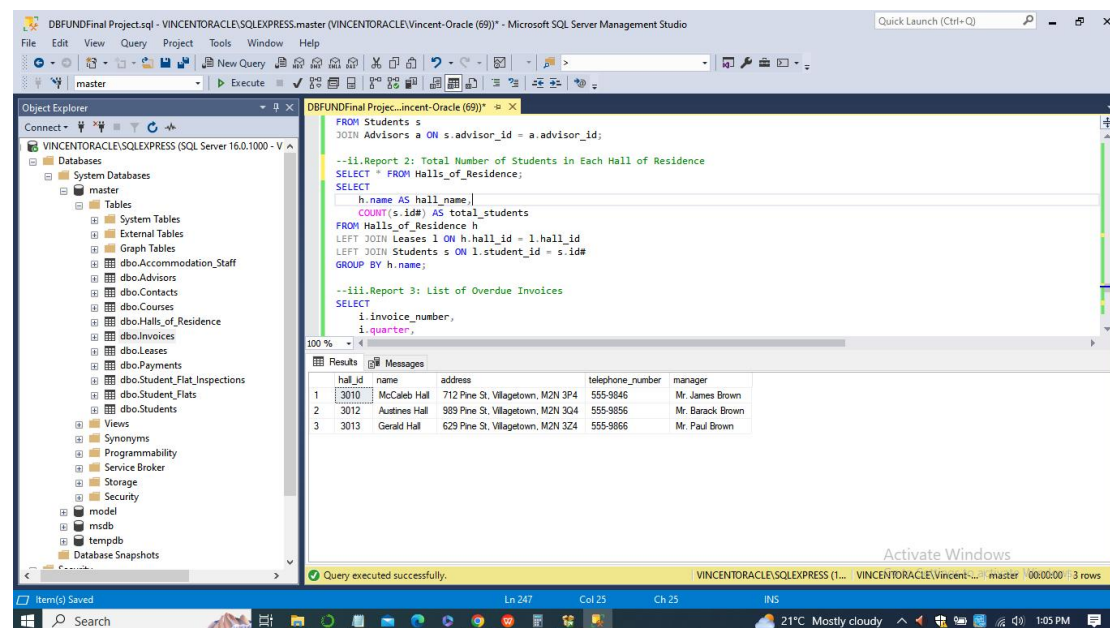 DBFUNDFinal Project.sql - VINCENTORACLE\SQLEXPRESS.master (VINCENTORACLE\Vincent-Oracle (69))* - Microsoft SQL Server Management Studio
Quick Launch (Ctrl+Q)
File Edit View Query Project Tools Window Help
New Query
master
Execute
Object Explorer
DBFUNDFinal Projec...incent-Oracle (69))*
Connect
VINCENTORACLE\SQLEXPRESS (SQL Server 16.0.1000 - V
Databases
System Databases
master
Tables
System Tables
External Tables
Graph Tables
dbo.Accommodation_Staff
dbo.Advisors
dbo.Contacts
dbo.Courses
dbo.Halls_of_Residence
dbo.Invoices
dbo.Leases
dbo.Payments
dbo.Student_Flat_Inspections
dbo.Student_Flats
dbo.Students
Views
Synonyms
Programmability
Service Broker
Storage
Security
model
msdb
tempdb
Database Snapshots
FROM Students s
JOIN Advisors a ON s.advisor_id = a.advisor_id;
--ii.Report 2: Total Number of Students in Each Hall of Residence
SELECT * FROM Halls_of_Residence;
SELECT
h.name AS hall_name,
COUNT(s.id#) AS total_students
FROM Halls_of_Residence h
LEFT JOIN Leases l ON h.hall_id = l.hall_id
LEFT JOIN Students s ON l.student_id = s.id#
GROUP BY h.name;
--iii.Report 3: List of Overdue Invoices
SELECT
i.invoice_number,
i.quarter,
100 %
Results Messages
hall_id name address telephone_number manager
1 3010 McCaleb Hall 712 Pine St, Villagetown, M2N 3P4 555-9846 Mr. James Brown
2 3012 Austines Hall 989 Pine St, Villagetown, M2N 3Q4 555-9856 Mr. Barack Brown
3 3013 Gerald Hall 629 Pine St, Villagetown, M2N 3Z4 555-9866 Mr. Paul Brown
Activate Windows
Query executed successfully.
VINCENTORACLE\SQLEXPRESS (1... VINCENTORACLE\Vincent-... master 00:00:00 3 rows
Item(s) Saved Ln 247 Col 25 Ch 25 INS
Search
21°C Mostly cloudy
1:05 PM